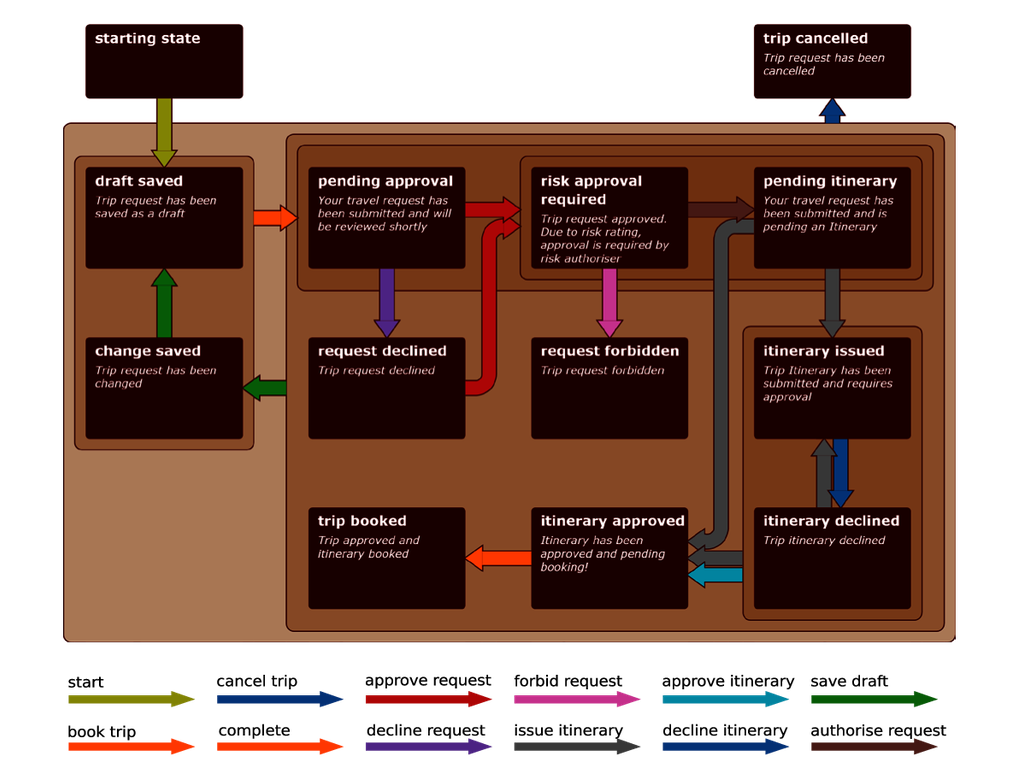 starting state
trip cancelled
Trip request has been
cancelled
draft saved
Trip request has been
saved as a draft
pending approval
Your travel request has
been submitted and will
be reviewed shortly
risk approval
required
Trip request approved.
Due to risk rating,
approval is required by
risk authoriser
pending itinerary
Your travel request has
been submitted and is
pending an Itinerary
change saved
Trip request has been
changed
request declined
Trip request declined
request forbidden
Trip request forbidden
itinerary issued
Trip Itinerary has been
submitted and requires
approval
trip booked
Trip approved and
itinerary booked
itinerary approved
Itinerary has been
approved and pending
booking!
itinerary declined
Trip itinerary declined
start
cancel trip
approve request
forbid request
approve itinerary
save draft
book trip
complete
decline request
issue itinerary
decline itinerary
authorise request